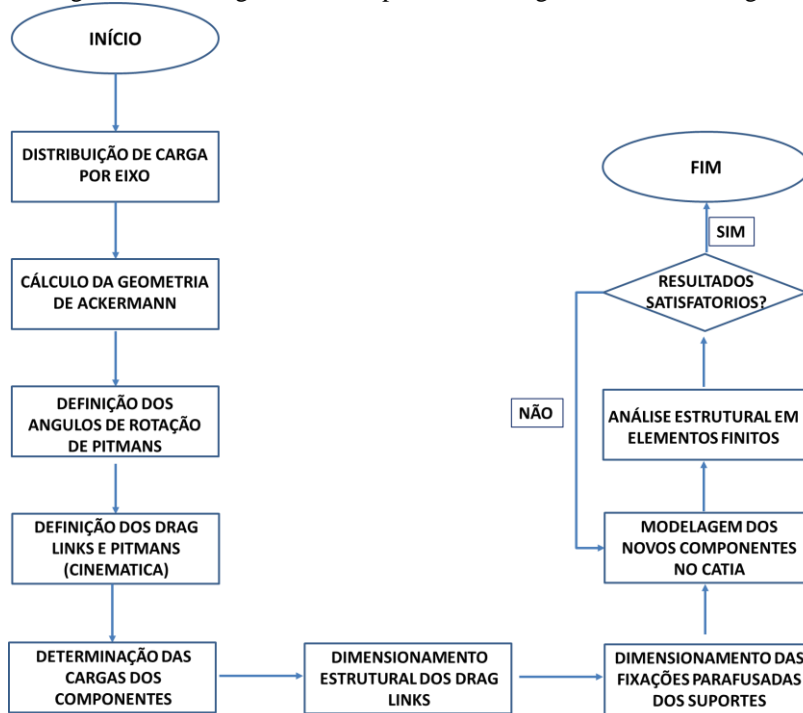 INÍCIO
DISTRIBUIÇÃO DE CARGA
POR EIXO
CÁLCULO DA GEOMETRIA
DE ACKERMANN
DEFINIÇÃO DOS
ANGULOS DE ROTAÇÃO
DE PITMANS
DEFINIÇÃO DOS DRAG
LINKS E PITMANS
(CINEMATICA)
DETERMINAÇÃO DAS
CARGAS DOS
COMPONENTES
DIMENSIONAMENTO
ESTRUTURAL DOS DRAG
LINKS
DIMENSIONAMENTO DAS
FIXAÇÕES PARAFUSADAS
DOS SUPORTES
MODELAGEM DOS
NOVOS COMPONENTES
NO CATIA
ANÁLISE ESTRUTURAL EM
ELEMENTOS FINITOS
RESULTADOS
SATISFATORIOS?
NÃO
SIM
FIM